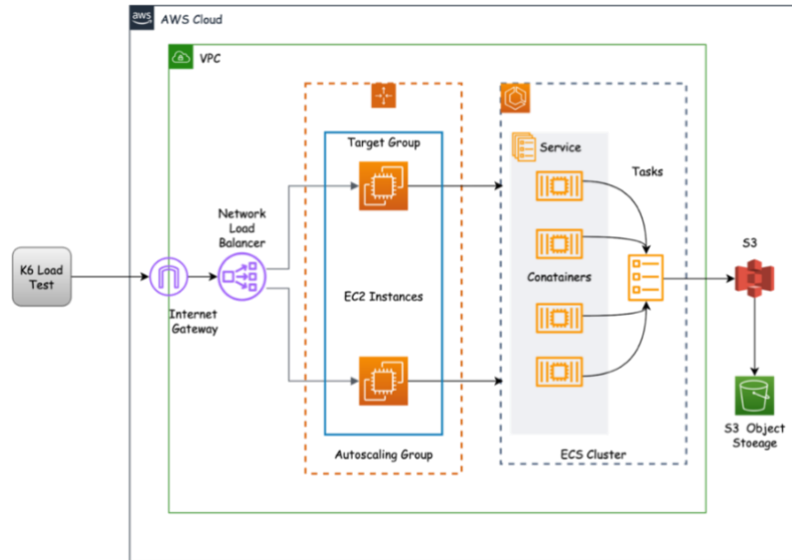 aws
AWS Cloud
VPC
Target Group
Service
Tasks
Network
Load
Balancer
S3
K6 Load
Test
Conatainers
EC2 Instances
Internet
Gateway
S3 Object
Stoeage
Autoscaling Group
ECS Cluster